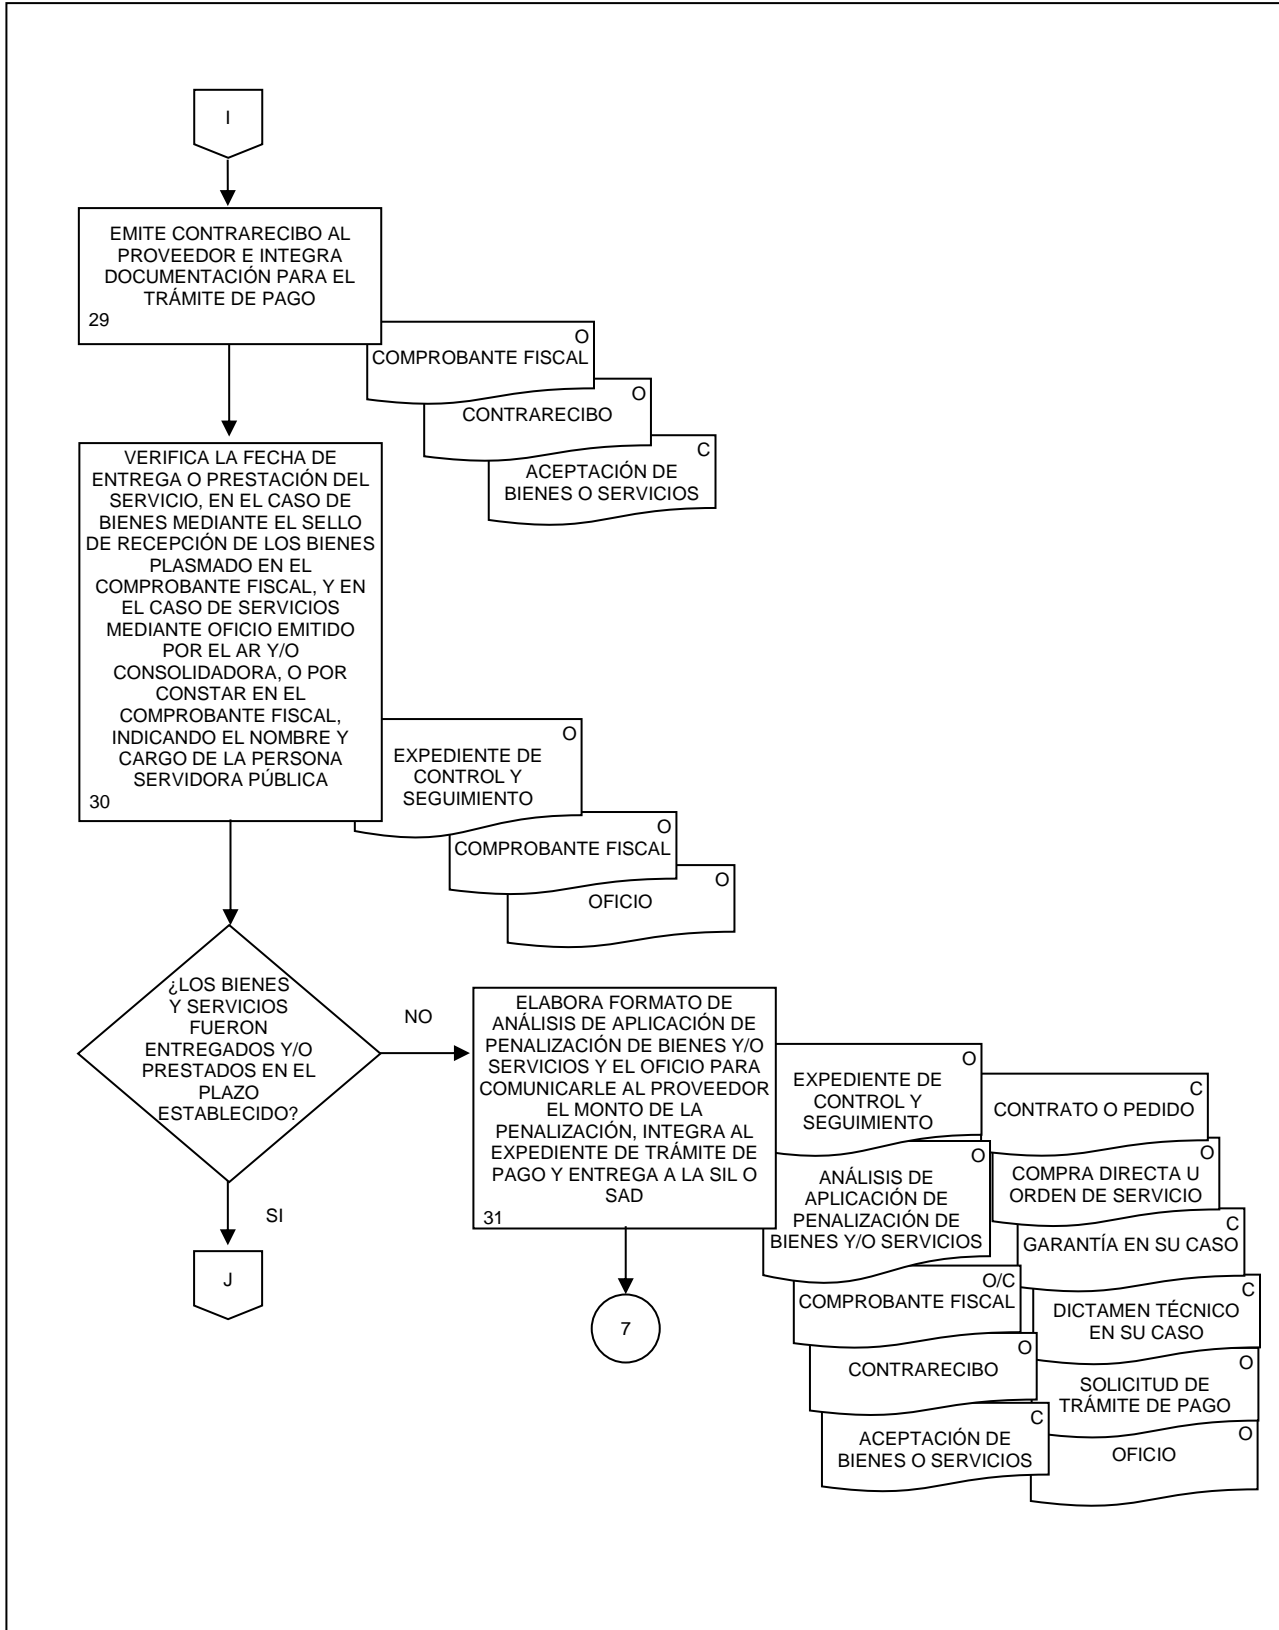 I
EMITE CONTRARECIBO AL
PROVEEDOR E INTEGRA
DOCUMENTACIÓN PARA EL
TRÁMITE DE PAGO
29
O
COMPROBANTE FISCAL
O
CONTRARECIBO
C
ACEPTACIÓN DE
BIENES O SERVICIOS
VERIFICA LA FECHA DE
ENTREGA O PRESTACIÓN DEL
SERVICIO, EN EL CASO DE
BIENES MEDIANTE EL SELLO
DE RECEPCIÓN DE LOS BIENES
PLASMADO EN EL
COMPROBANTE FISCAL, Y EN
EL CASO DE SERVICIOS
MEDIANTE OFICIO EMITIDO
POR EL AR Y/O
CONSOLIDADORA, O POR
CONSTAR EN EL
COMPROBANTE FISCAL,
INDICANDO EL NOMBRE Y
CARGO DE LA PERSONA
SERVIDORA PÚBLICA
30
O
EXPEDIENTE DE
CONTROL Y
SEGUIMIENTO
O
COMPROBANTE FISCAL
O
OFICIO
¿LOS BIENES
Y SERVICIOS
FUERON
ENTREGADOS Y/O
PRESTADOS EN EL
PLAZO
ESTABLECIDO?
NO
SI
J
ELABORA FORMATO DE
ANÁLISIS DE APLICACIÓN DE
PENALIZACIÓN DE BIENES Y/O
SERVICIOS Y EL OFICIO PARA
COMUNICARLE AL PROVEEDOR
EL MONTO DE LA
PENALIZACIÓN, INTEGRA AL
EXPEDIENTE DE TRÁMITE DE
PAGO Y ENTREGA A LA SIL O
SAD
31
7
O
EXPEDIENTE DE
CONTROL Y
SEGUIMIENTO
O
ANÁLISIS DE
APLICACIÓN DE
PENALIZACIÓN DE
BIENES Y/O SERVICIOS
O/C
COMPROBANTE FISCAL
O
CONTRARECIBO
C
ACEPTACIÓN DE
BIENES O SERVICIOS
C
CONTRATO O PEDIDO
O
COMPRA DIRECTA U
ORDEN DE SERVICIO
C
GARANTÍA EN SU CASO
C
DICTAMEN TÉCNICO
EN SU CASO
O
SOLICITUD DE
TRÁMITE DE PAGO
O
OFICIO